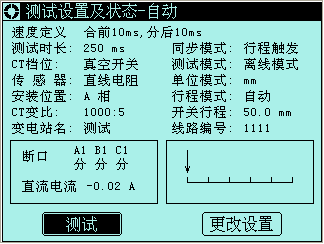 测试设置及状态-自动
速度定义 合前10ms,分后10ms
测试时长: 250 ms 同步模式: 行程触发
CT档位: 真空开关 测试模式: 离线模式
传 感 器: 直线电阻 单位模式: mm
安装位置: A 相 行程模式: 自动
CT变比: 1000:5 开关行程: 50.0 mm
变电站名: 测试 线路编号: 1111
断口 A1 B1 C1
分 分 分
直流电流 -0.02 A
测试 更改设置